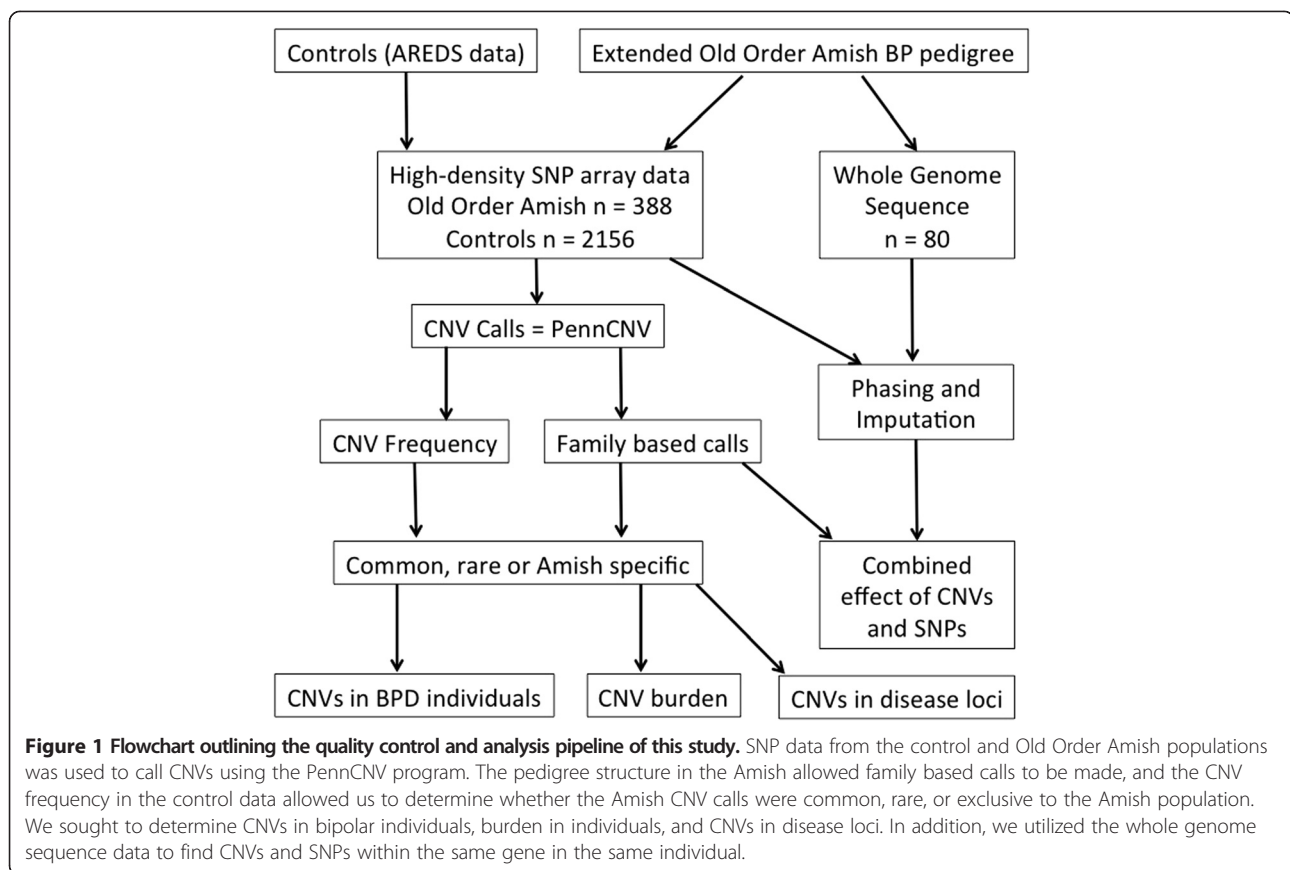 Controls (AREDS data)
Extended Old Order Amish BP pedigree
High-density SNP array data
Old Order Amish n = 388
Controls n = 2156
Whole Genome
Sequence
n = 80
CNV Calls = PennCNV
Phasing and
Imputation
CNV Frequency
Family based calls
Common, rare or Amish specific
Combined
effect of CNVs
and SNPs
CNVs in BPD individuals
CNV burden
CNVs in disease loci
Figure 1 Flowchart outlining the quality control and analysis pipeline of this study. SNP data from the control and Old Order Amish populations
was used to call CNVs using the PennCNV program. The pedigree structure in the Amish allowed family based calls to be made, and the CNV
frequency in the control data allowed us to determine whether the Amish CNV calls were common, rare, or exclusive to the Amish population.
We sought to determine CNVs in bipolar individuals, burden in individuals, and CNVs in disease loci. In addition, we utilized the whole genome
sequence data to find CNVs and SNPs within the same gene in the same individual.